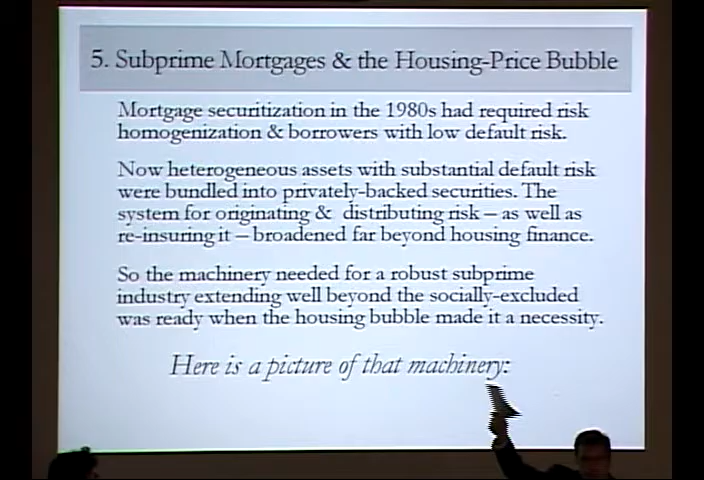 5. Subprime Mortgages & the Housing-Price Bubble
Mortgage securitization in the 1980s had required risk
homogenization & borrowers with low default risk.
Now heterogeneous assets with substantial default risk
were bundled into privately-backed securities. The
system for originating & distributing risk – as well as
re-insuring it – broadened far beyond housing finance.
So the machinery needed for a robust subprime
industry extending well beyond the socially-excluded
was ready when the housing bubble made it a necessity.
Here is a picture of that machinery: